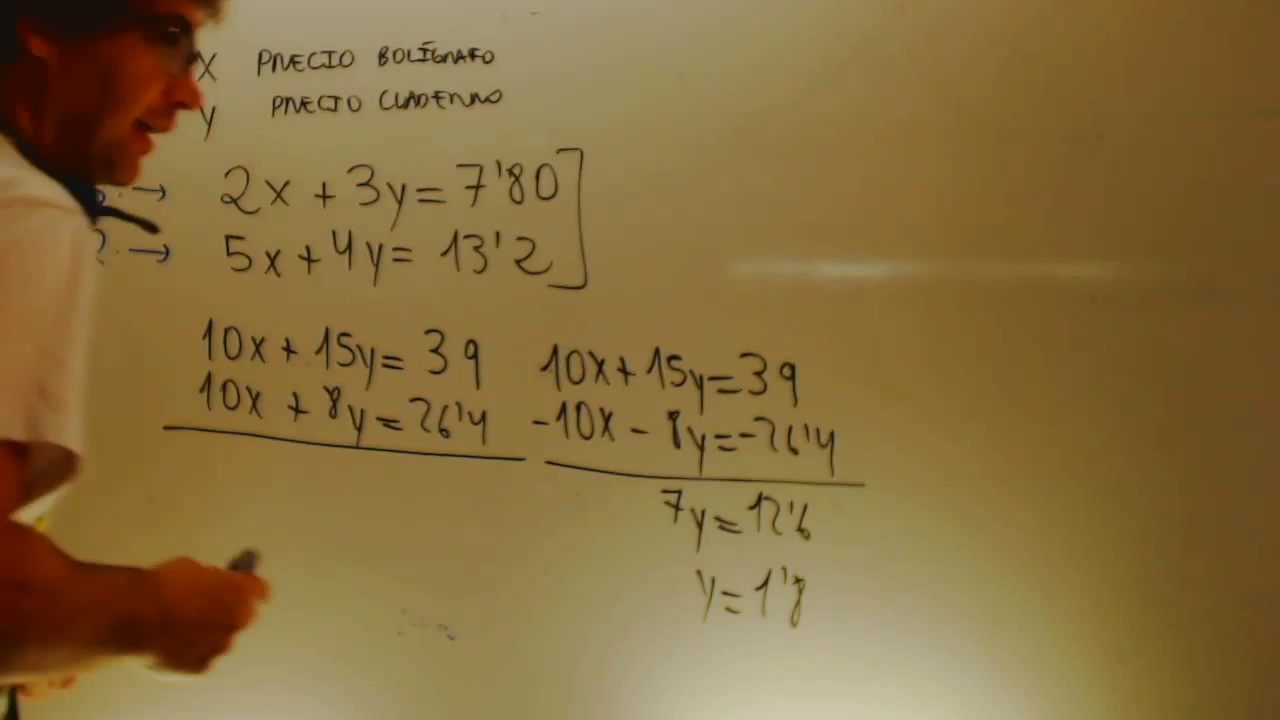 x PRECIO BOLÍGRAFO
y PRECIO CUADERNO
→ 2x + 3y = 7'80
→ 5x + 4y = 13'2
10x + 15y = 39
10x + 8y = 26'4
10x + 15y = 39
-10x - 8y = -26'4
7y = 12'6
y = 1'8